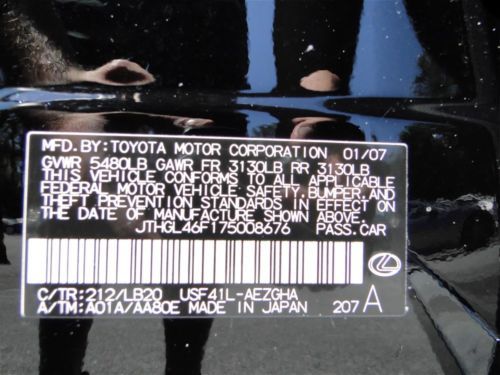 MFD.BY:TOYOTA MOTOR CORPORATION 01/07
GVWR 5480LB GAWR FR 3130LB RR 3130LB
THIS VEHICLE CONFORMS TO ALL APPLICABLE
FEDERAL MOTOR VEHICLE SAFETY,BUMPER,AND
THEFT PREVENTION STANDARDS IN EFFECT ON
THE DATE OF MANUFACTURE SHOWN ABOVE.
JTHGL46F175008676 PASS.CAR
C/TR:212/LB20 USF41L-AEZGHA
A/TM:A01A/AA80E MADE IN JAPAN 207 A